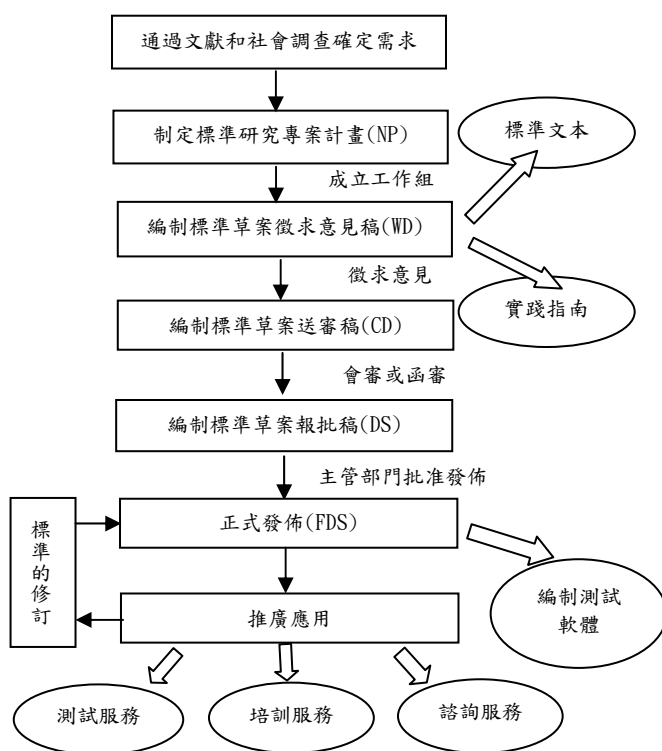 通過文獻和社會調查確定需求
制定標準研究專案計畫(NP)
標準文本
成立工作組
編制標準草案徵求意見稿(WD)
徵求意見
實踐指南
編制標準草案送審稿(CD)
會審或函審
編制標準草案報批稿(DS)
主管部門批准發佈
標準的修訂
正式發佈(FDS)
編制測試
軟體
推廣應用
測試服務
培訓服務
諮詢服務